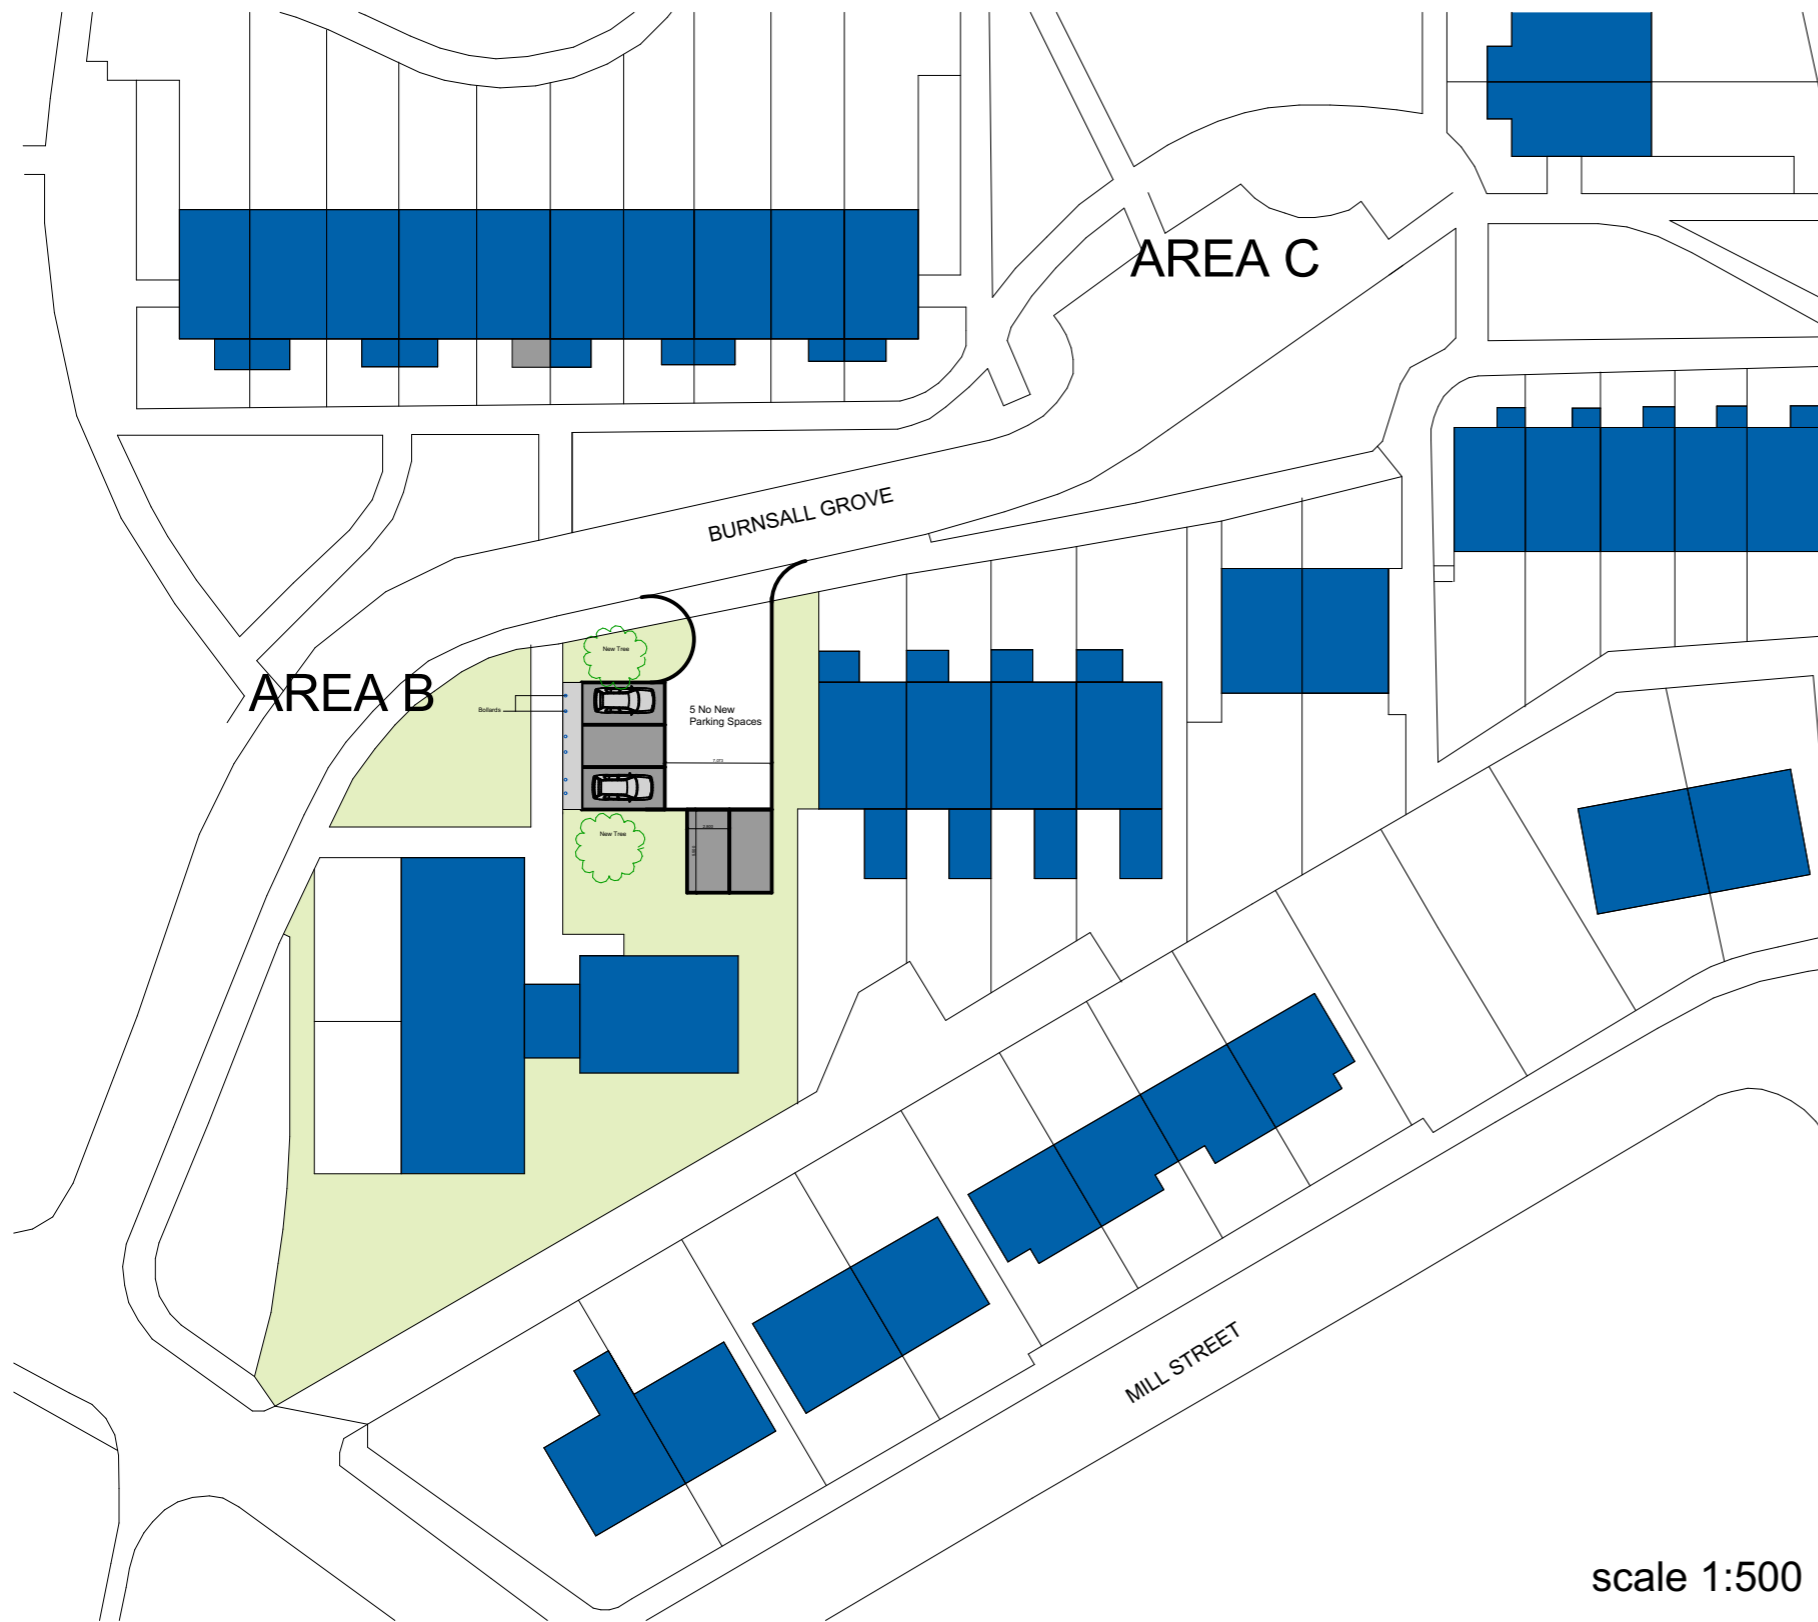 AREA C
BURNSALL GROVE
New Tree
AREA B
Bollards
5 No New
Parking Spaces
New Tree
MILL STREET
scale 1:500